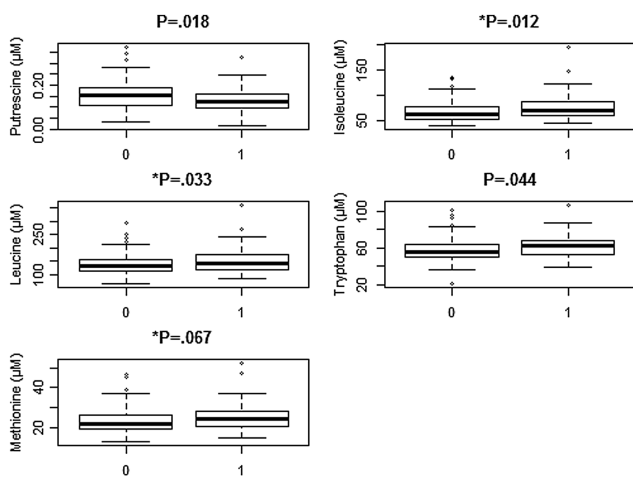 P=.018
Putrescine (µM)
0.20
0.00
0 1
*P=.012
Isoleucine (µM)
150
50
0 1
*P=.033
Leucine (µM)
250
100
0 1
P=.044
Tryptophan (µM)
100
60
20
0 1
*P=.067
Methionine (µM)
40
20
0 1